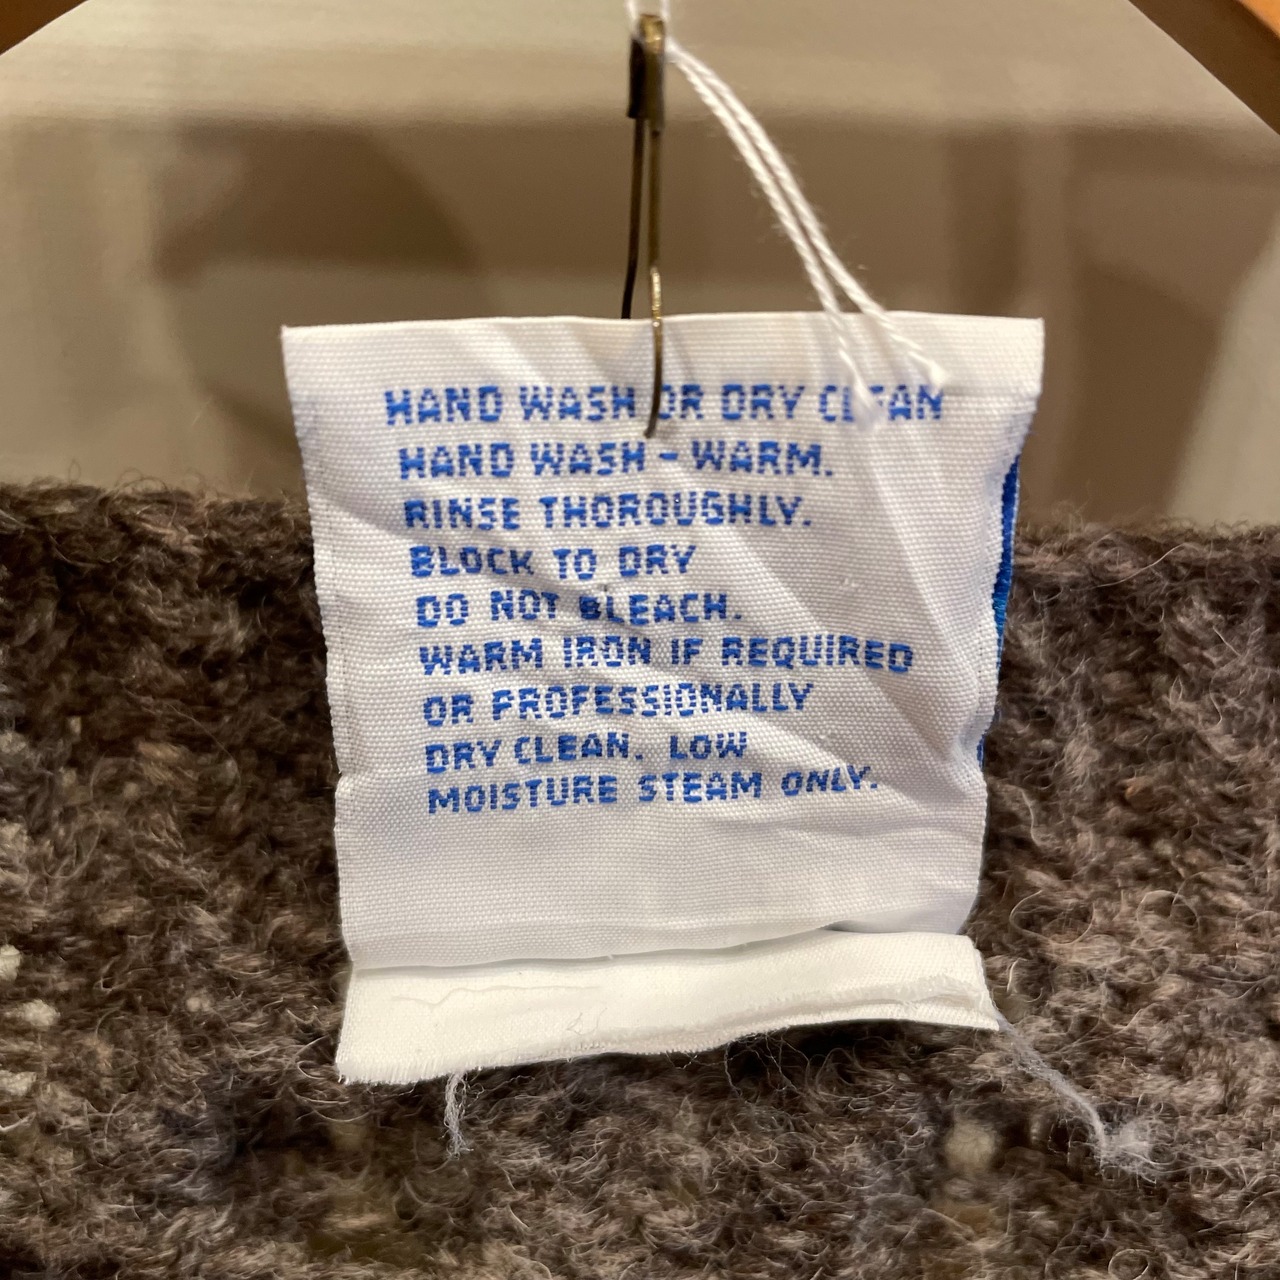 HAND WASH OR DRY CLEAN
HAND WASH - WARM.
RINSE THOROUGHLY.
BLOCK TO DRY
DO NOT BLEACH.
WARM IRON IF REQUIRED
OR PROFESSIONALLY
DRY CLEAN. LOW
MOISTURE STEAM ONLY.